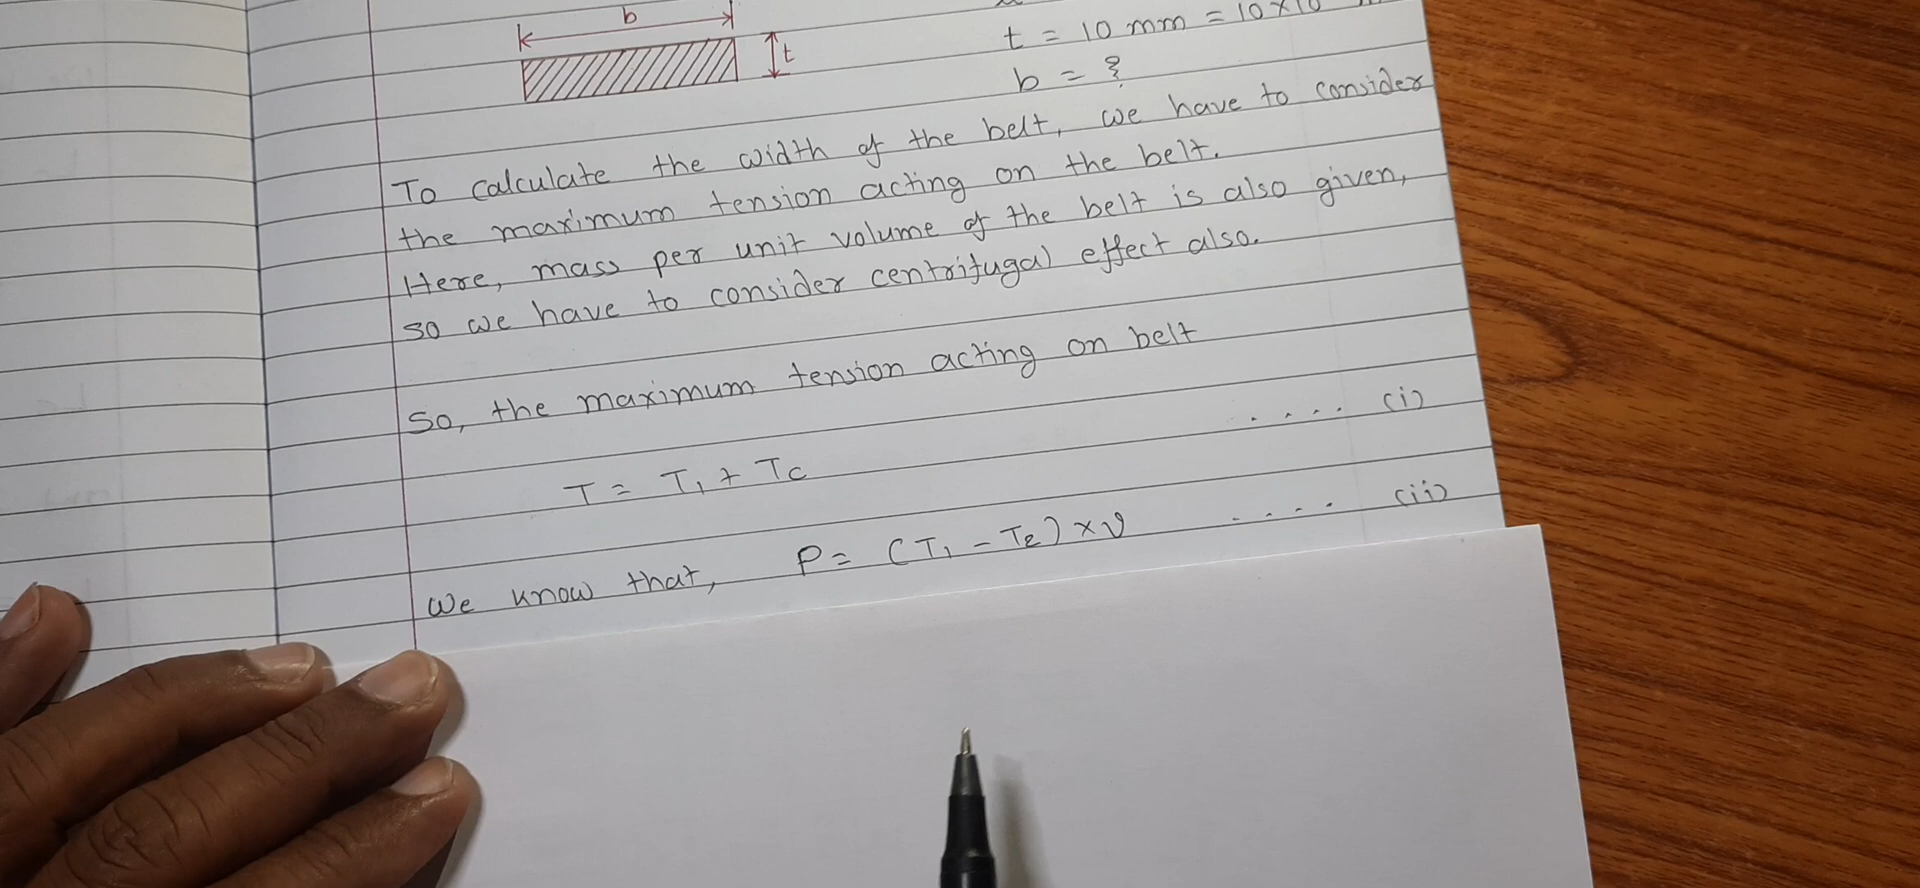 b
t
t = 10 mm = 10×10
b = ?
To calculate the width of the belt, we have to consider
the maximum tension acting on the belt.
Here, mass per unit volume of the belt is also given,
so we have to consider centrifugal effect also.
So, the maximum tension acting on belt
T = T₁ + Tc .... (i)
We know that, P = (T₁ - T₂) × v .... (ii)